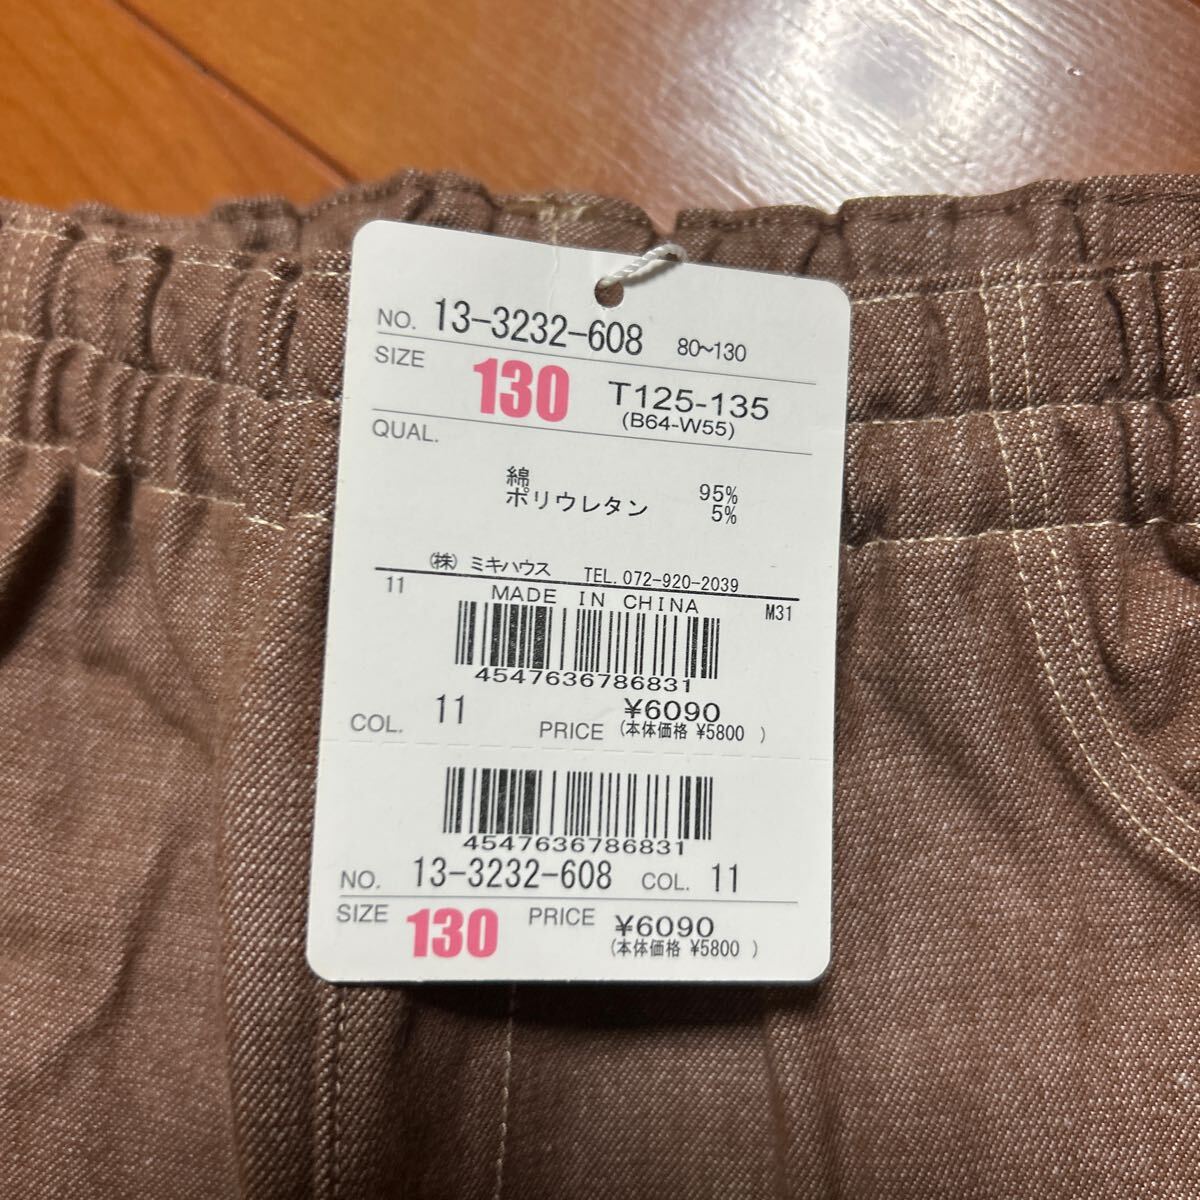 NO. 13-3232-608 80~130
SIZE 130 T125-135
(B64-W55)
QUAL.
綿 95%
ポリウレタン 5%
(株) ミキハウス TEL.072-920-2039
11 MADE IN CHINA M31
4547636786831
COL. 11 PRICE ¥6090
(本体価格 ¥5800 )
4547636786831
NO. 13-3232-608 COL. 11
SIZE 130 PRICE ¥6090
(本体価格 ¥5800 )